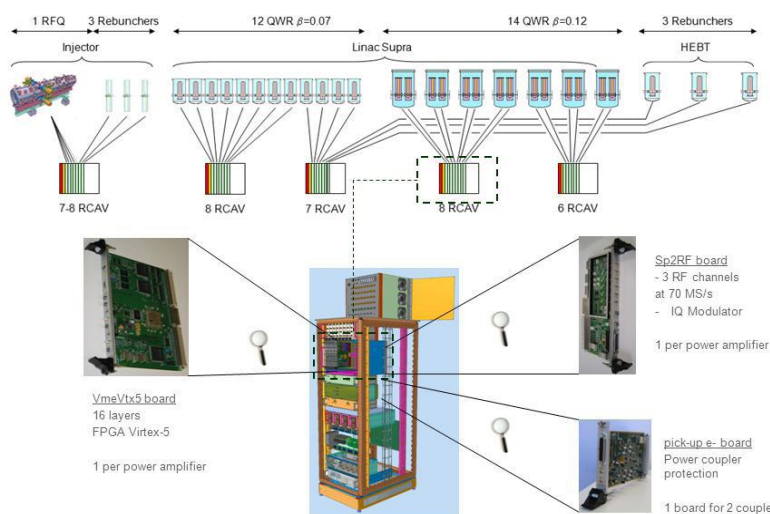 1 RFQ
3 Rebunchers
12 QWR β=0.07
14 QWR β=0.12
3 Rebunchers
Injector
Linac Supra
HEBT
7-8 RCAV
8 RCAV
7 RCAV
8 RCAV
6 RCAV
VmeVtx5 board
16 layers
FPGA Virtex-5
1 per power amplifier
Sp2RF board
- 3 RF channels
at 70 MS/s
- IQ Modulator
1 per power amplifier
pick-up e- board
Power coupler
protection
1 board for 2 couple